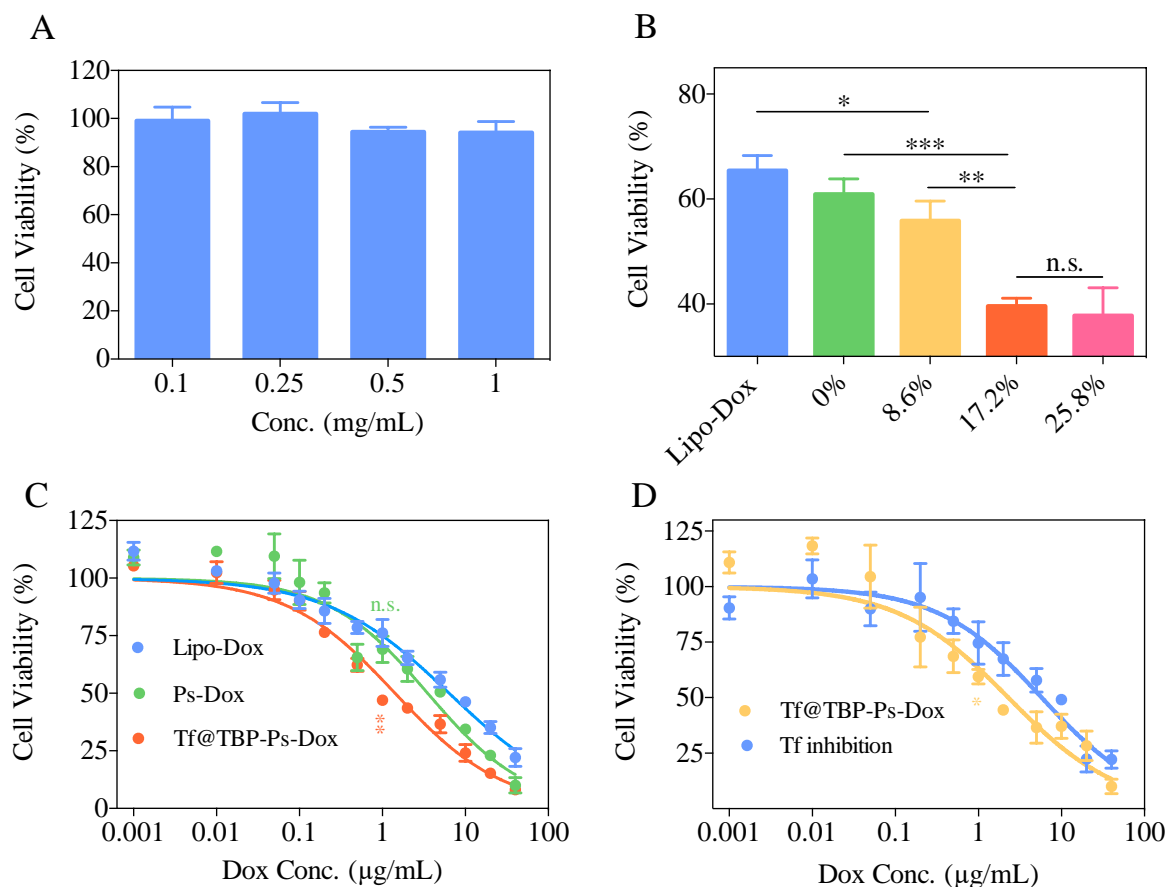 A
120
100
80
60
40
20
0
Cell Viability (%)
0.1 0.25 0.5 1
Conc. (mg/mL)
B
80
60
40
Cell Viability (%)
*
***
**
n.s.
Lipo-Dox 0% 8.6% 17.2% 25.8%
C
125
100
75
50
25
0
Cell Viability (%)
n.s.
Lipo-Dox
Ps-Dox
Tf@TBP-Ps-Dox
**
0.001 0.01 0.1 1 10 100
Dox Conc. (μg/mL)
D
125
100
75
50
25
Cell Viability (%)
*
Tf@TBP-Ps-Dox
Tf inhibition
0.001 0.01 0.1 1 10 100
Dox Conc. (μg/mL)